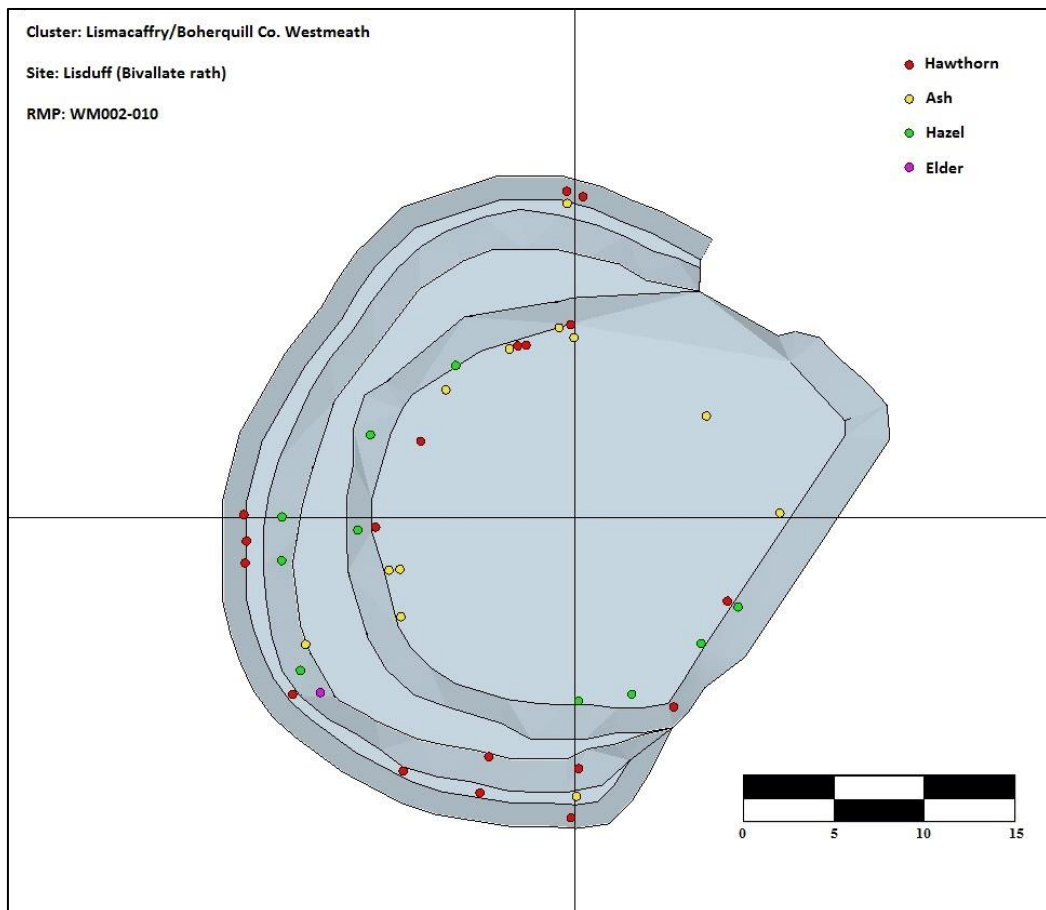 Cluster: Lismacaffry/Boherquill Co. Westmeath
Site: Lisduff (Bivallate rath)
RMP: WM002-010
Hawthorn
Ash
Hazel
Elder
0 5 10 15